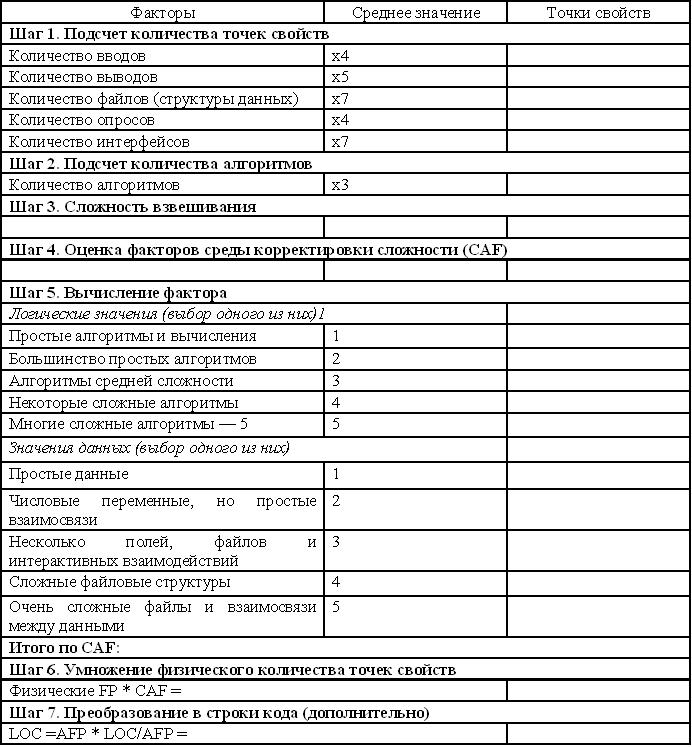 Факторы Среднее значение Точки свойств
Шаг 1. Подсчет количества точек свойств
Количество вводов x4
Количество выводов x5
Количество файлов (структуры данных) x7
Количество опросов x4
Количество интерфейсов x7
Шаг 2. Подсчет количества алгоритмов
Количество алгоритмов x3
Шаг 3. Сложность взвешивания
Шаг 4. Оценка факторов среды корректировки сложности (CAF)
Шаг 5. Вычисление фактора
Логические значения (выбор одного из них)1
Простые алгоритмы и вычисления 1
Большинство простых алгоритмов 2
Алгоритмы средней сложности 3
Некоторые сложные алгоритмы 4
Многие сложные алгоритмы — 5 5
Значения данных (выбор одного из них)
Простые данные 1
Числовые переменные, но простые 2
взаимосвязи
Несколько полей, файлов и 3
интерактивных взаимодействий
Сложные файловые структуры 4
Очень сложные файлы и взаимосвязи 5
между данными
Итого по CAF:
Шаг 6. Умножение физического количества точек свойств
Физические FP * CAF =
Шаг 7. Преобразование в строки кода (дополнительно)
LOC =AFP * LOC/AFP =